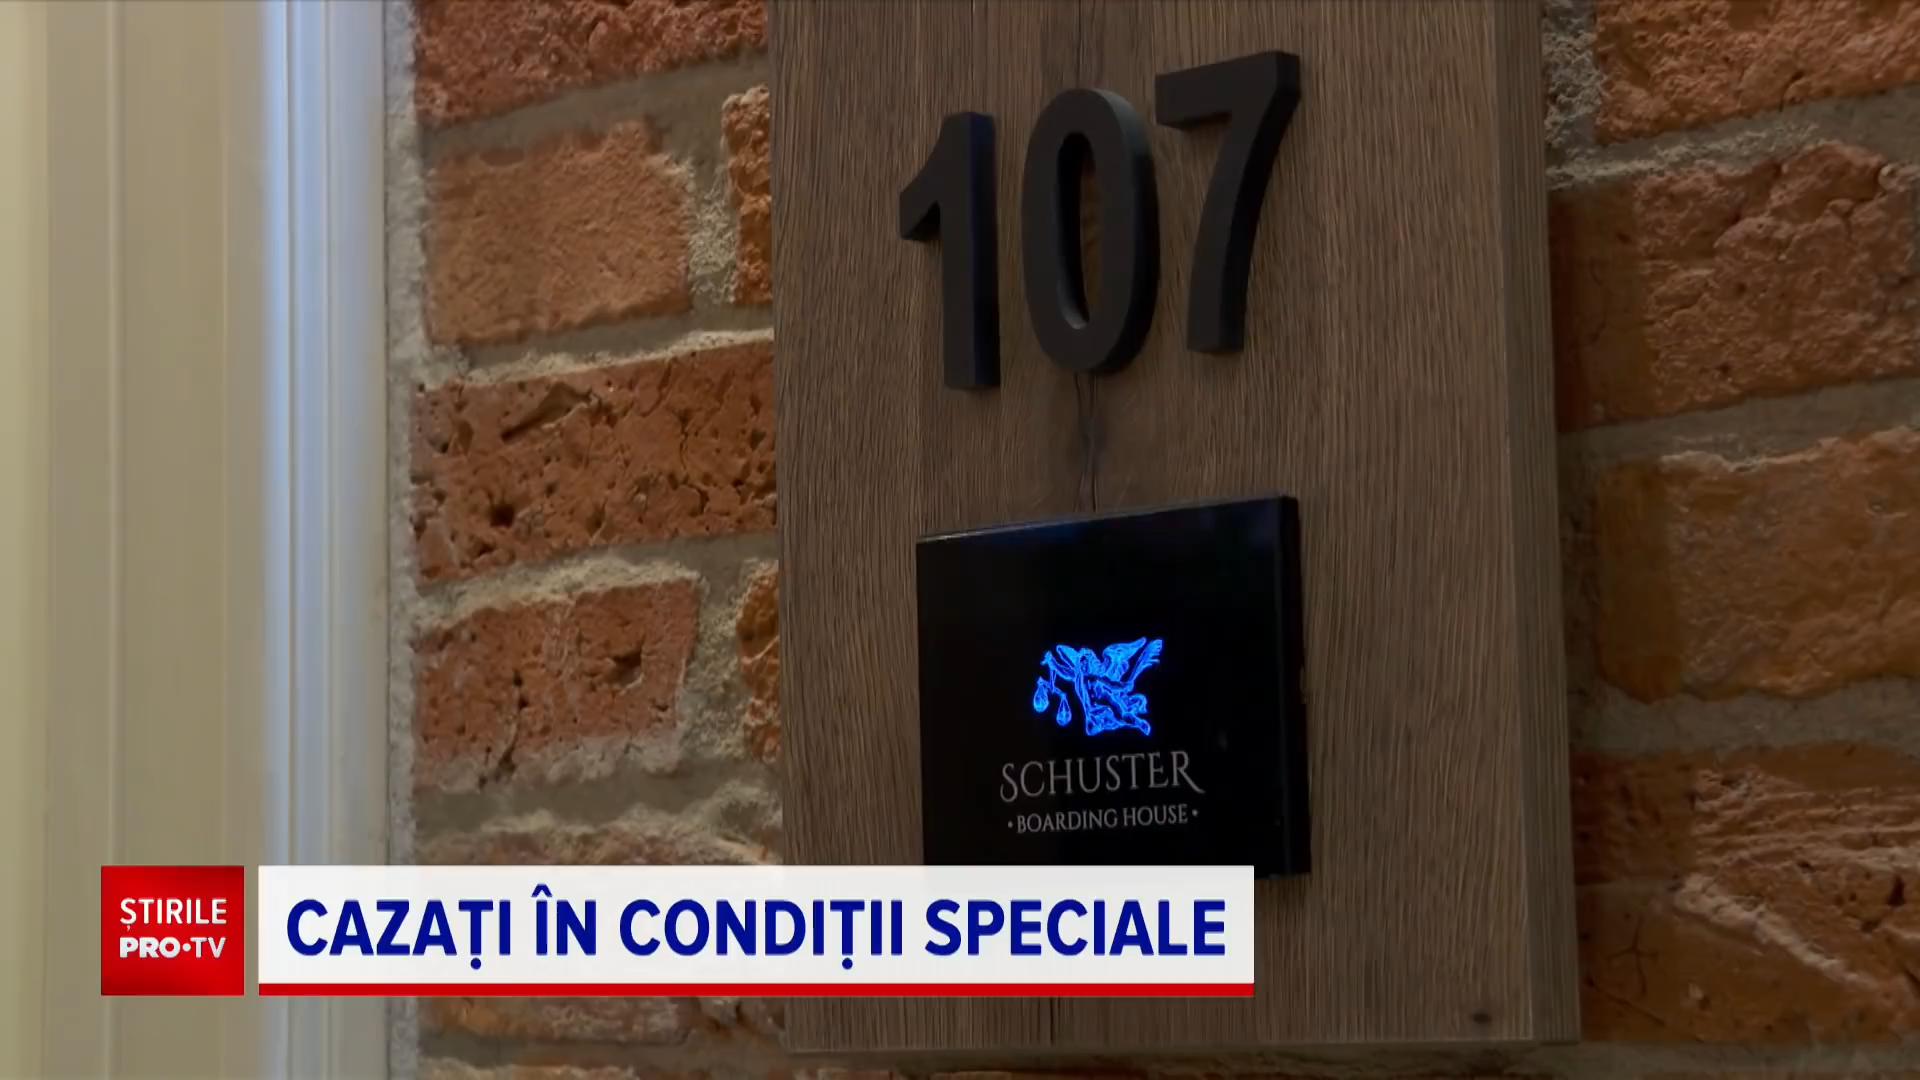 107
SCHUSTER
• BOARDING HOUSE •
ȘTIRILE
PRO•TV
CAZAȚI ÎN CONDIȚII SPECIALE